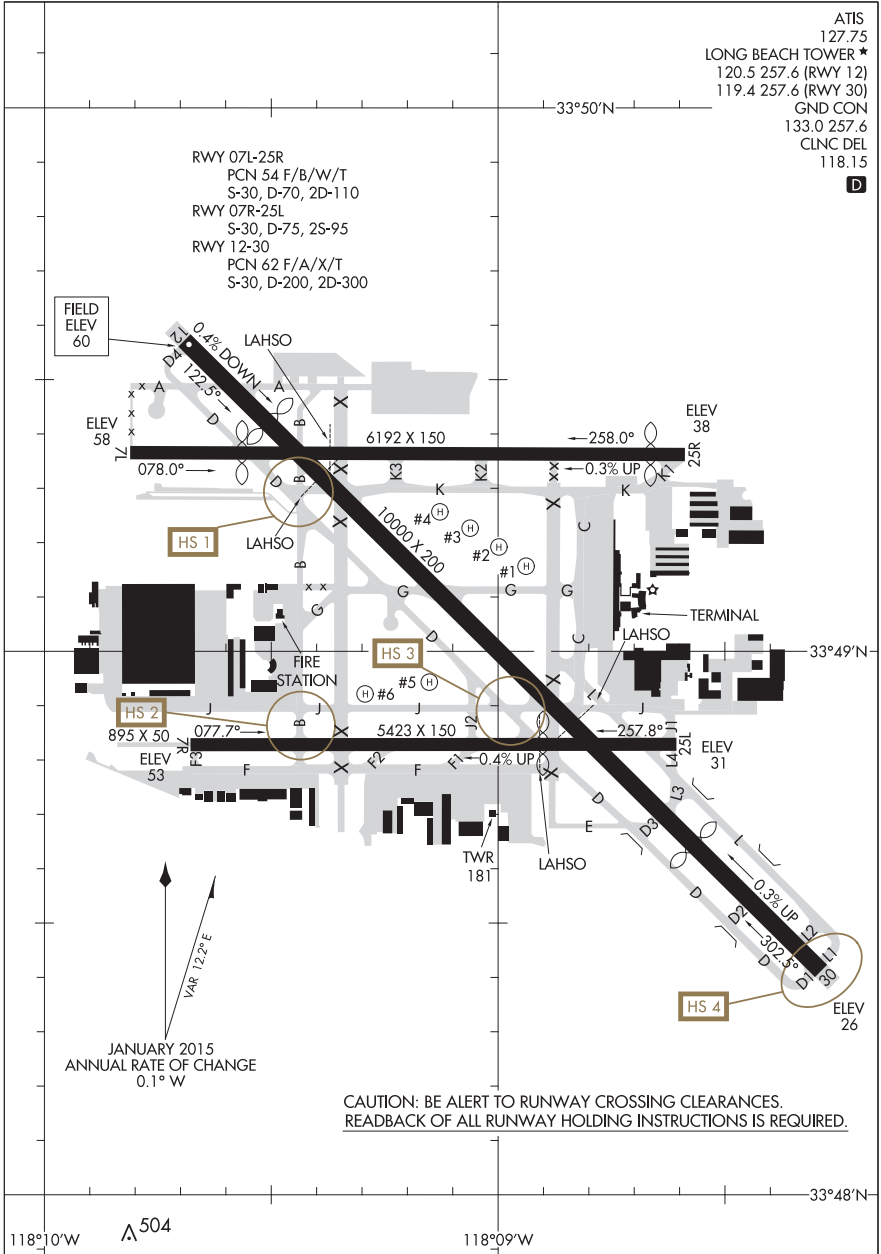 ATIS
127.75
LONG BEACH TOWER ★
120.5 257.6 (RWY 12)
119.4 257.6 (RWY 30)
GND CON
133.0 257.6
CLNC DEL
118.15
D
33°50'N
RWY 07L-25R
PCN 54 F/B/W/T
S-30, D-70, 2D-110
RWY 07R-25L
S-30, D-75, 2S-95
RWY 12-30
PCN 62 F/A/X/T
S-30, D-200, 2D-300
FIELD
ELEV
60
12
D4
0.4% DOWN
122.5°
LAHSO
x x A
A
X
B
D
x
x
ELEV
58
7L
6192 X 150
258.0°
ELEV
38
25R
078.0°
0.3% UP
X
K3
K2
x
x
K1
D
B
K
K
HS 1
LAHSO
X
10000 X 200
#4 H
#3 H
#2 H
#1 H
X
C
B
x x
G
G
G
G
D
C
TERMINAL
FIRE
STATION
HS 3
LAHSO
33°49'N
#5 H
#6 H
X
L
HS 2
J
J
J
J
B
J2
J1
895 X 50
077.7°
X
5423 X 150
257.8°
7R
25L
ELEV
53
F3
F
F2
F
F1
0.4% UP
X
X
L4
ELEV
31
L3
D
E
D3
L
TWR
181
LAHSO
D
0.3% UP
D2
302.5°
L2
D
D1
L1
30
HS 4
ELEV
26
VAR 12.2° E
JANUARY 2015
ANNUAL RATE OF CHANGE
0.1° W
CAUTION: BE ALERT TO RUNWAY CROSSING CLEARANCES.
READBACK OF ALL RUNWAY HOLDING INSTRUCTIONS IS REQUIRED.
33°48'N
118°10'W
504
118°09'W